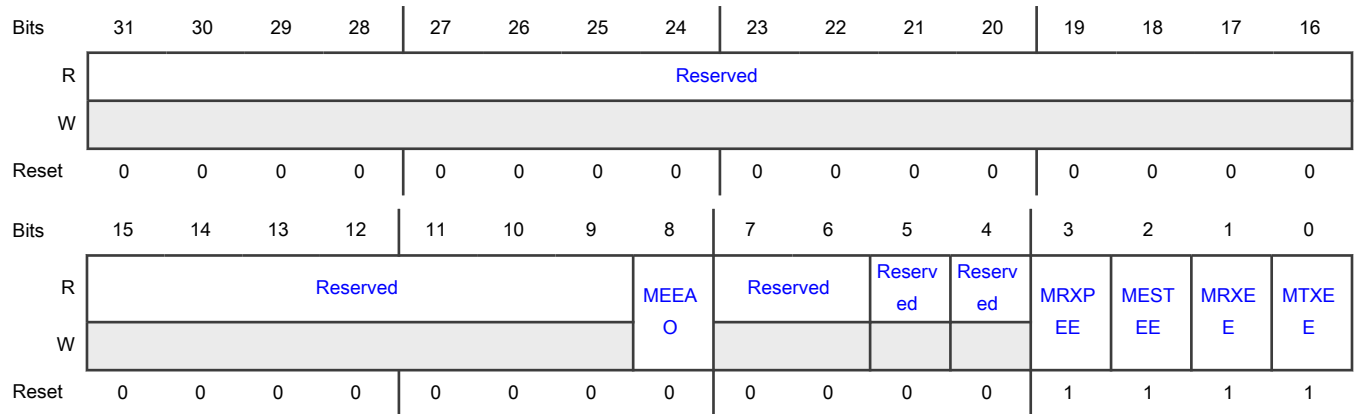 Bits 31 30 29 28 27 26 25 24 23 22 21 20 19 18 17 16
R Reserved
W
Reset 0 0 0 0 0 0 0 0 0 0 0 0 0 0 0 0
Bits 15 14 13 12 11 10 9 8 7 6 5 4 3 2 1 0
R Reserved MEEA Reserved Reserv Reserv MRXP MEST MRXE MTXE
O ed ed EE EE E E
W
Reset 0 0 0 0 0 0 0 0 0 0 0 0 1 1 1 1